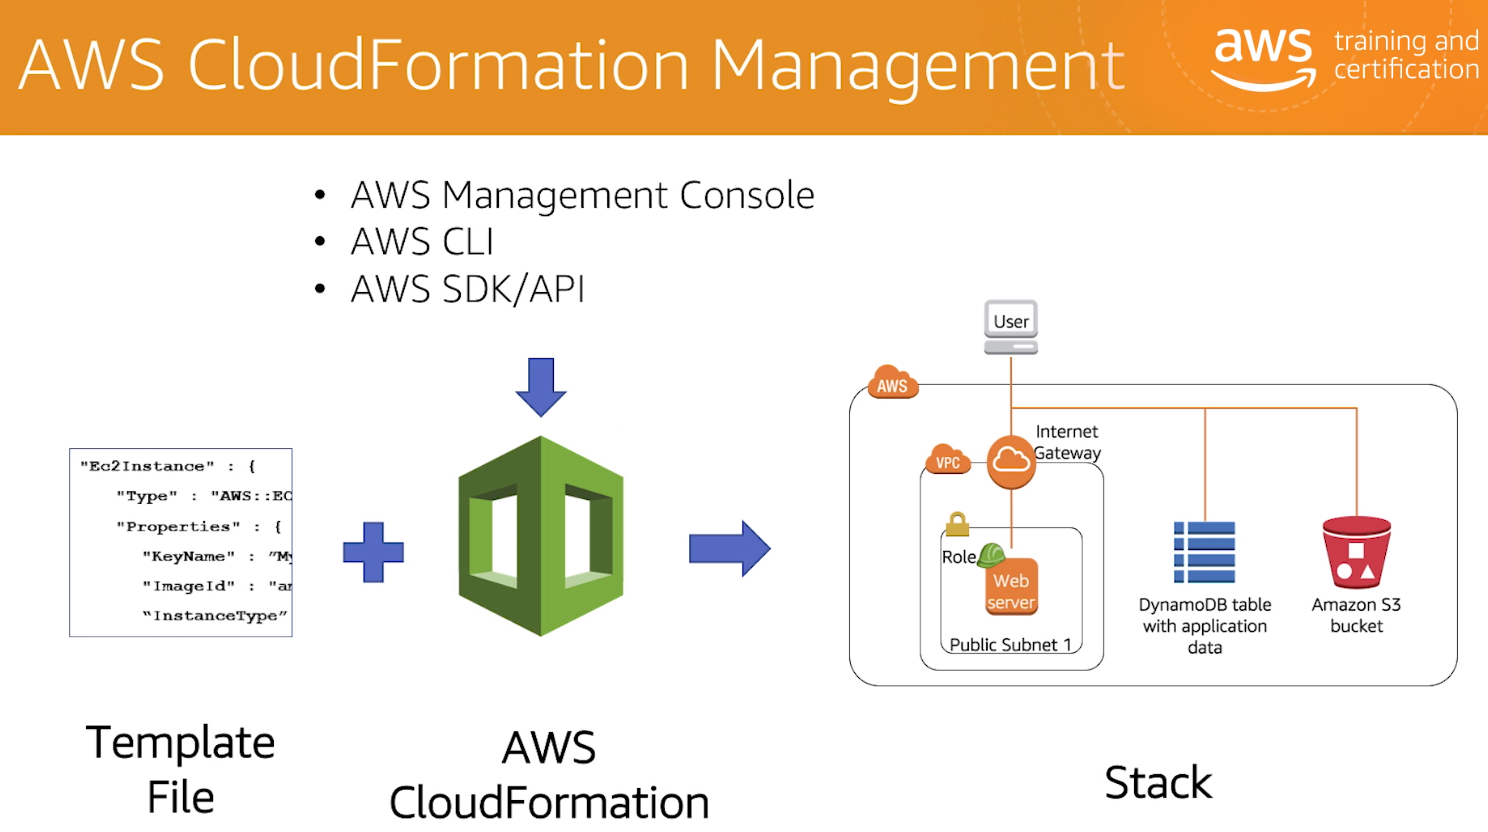 AWS CloudFormation Management
aws training and
certification
• AWS Management Console
• AWS CLI
• AWS SDK/API
User
AWS
Internet
Gateway
VPC
Role
Web
server
Public Subnet 1
DynamoDB table
with application
data
Amazon S3
bucket
"Ec2Instance" : {
"Type" : "AWS::EC
"Properties" : {
"KeyName" : ”My
"ImageId" : "am
“InstanceType”
Template
File
AWS
CloudFormation
Stack